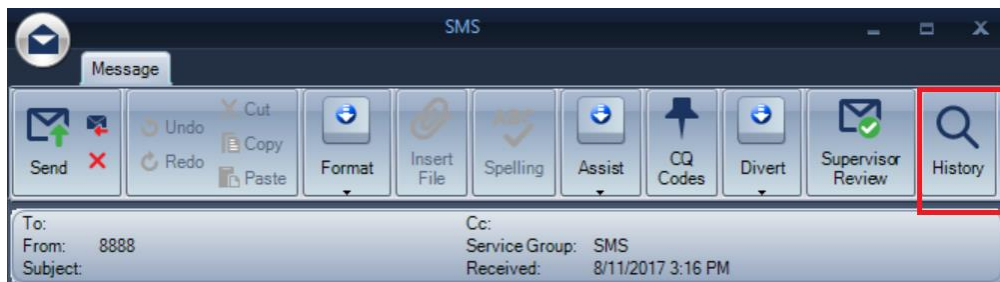 SMS
Message
Send
Undo
Redo
Cut
Copy
Paste
Format
Insert
File
ABC
Spelling
Assist
CQ
Codes
Divert
Supervisor
Review
History
To:
Cc:
From: 8888
Service Group: SMS
Subject:
Received: 8/11/2017 3:16 PM